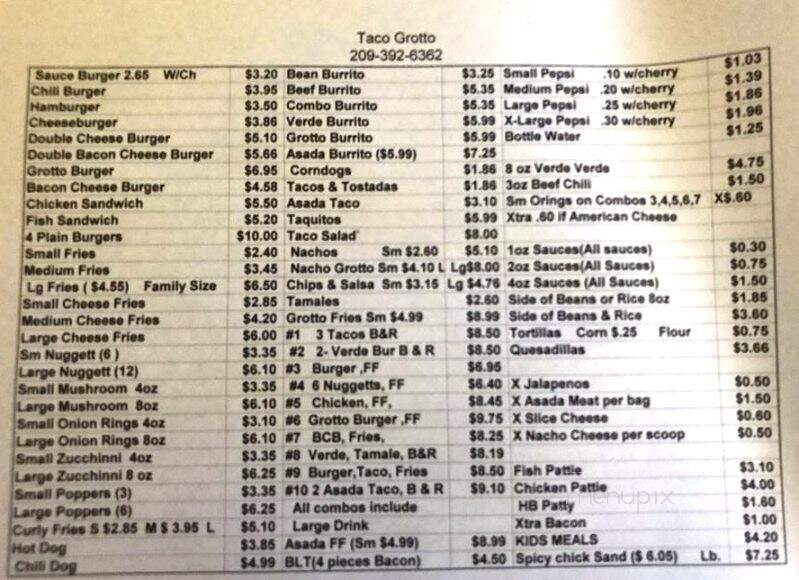 Taco Grotto
209-392-6362
Sauce Burger 2.65 W/Ch $3.20 Bean Burrito $3.25 Small Pepsi .10 w/cherry $1.03
Chili Burger $3.95 Beef Burrito $5.35 Medium Pepsi .20 w/cherry $1.39
Hamburger $3.50 Combo Burrito $5.35 Large Pepsi .25 w/cherry $1.86
Cheeseburger $3.86 Verde Burrito $5.99 X-Large Pepsi .30 w/cherry $1.96
Double Cheese Burger $5.10 Grotto Burrito $5.99 Bottle Water $1.25
Double Bacon Cheese Burger $5.66 Asada Burrito ($5.99) $7.25
Grotto Burger $6.95 Corndogs $1.86 8 oz Verde Verde $4.75
Bacon Cheese Burger $4.58 Tacos & Tostadas $1.86 3oz Beef Chili $1.50
Chicken Sandwich $5.50 Asada Taco $3.10 Sm Orings on Combos 3,4,5,6,7 X$.60
Fish Sandwich $5.20 Taquitos $5.99 Xtra .60 if American Cheese
4 Plain Burgers $10.00 Taco Salad $8.00
Small Fries $2.40 Nachos Sm $2.60 $5.10 1oz Sauces(All sauces) $0.30
Medium Fries $3.45 Nacho Grotto Sm $4.10 L Lg$8.00 2oz Sauces(All Sauces) $0.75
Lg Fries ( $4.55) Family Size $6.50 Chips & Salsa Sm $3.15 Lg $4.76 4oz Sauces (All Sauces) $1.50
Small Cheese Fries $2.85 Tamales $2.60 Side of Beans or Rice 8oz $1.85
Medium Cheese Fries $4.20 Grotto Fries Sm $4.99 $8.99 Side of Beans & Rice $3.60
Large Cheese Fries $6.00 #1 3 Tacos B&R $8.50 Tortillas Corn $.25 Flour $0.75
Sm Nuggett (6 ) $3.35 #2 2- Verde Bur B & R $8.50 Quesadillas $3.66
Large Nuggett (12) $6.10 #3 Burger ,FF $6.95
Small Mushroom 4oz $3.35 #4 6 Nuggetts, FF $6.40 X Jalapenos $0.50
Large Mushroom 8oz $6.10 #5 Chicken, FF, $8.45 X Asada Meat per bag $1.50
Small Onion Rings 4oz $3.10 #6 Grotto Burger ,FF $9.75 X Slice Cheese $0.60
Large Onion Rings 8oz $6.10 #7 BCB, Fries, $8.25 X Nacho Cheese per scoop $0.50
Small Zucchinni 4oz $3.35 #8 Verde, Tamale, B&R $8.19
Large Zucchinni 8 oz $6.25 #9 Burger,Taco, Fries $8.50 Fish Pattie $3.10
Small Poppers (3) $3.35 #10 2 Asada Taco, B & R $9.10 Chicken Pattie $4.00
Large Poppers (6) $6.25 All combos include HB Patty $1.60
Curly Fries S $2.85 M $ 3.95 L $5.10 Large Drink Xtra Bacon $1.00
Hot Dog $3.85 Asada FF (Sm $4.99) $8.99 KIDS MEALS $4.20
Chili Dog $4.99 BLT(4 pieces Bacon) $4.50 Spicy chick Sand ($ 6.05) Lb. $7.25